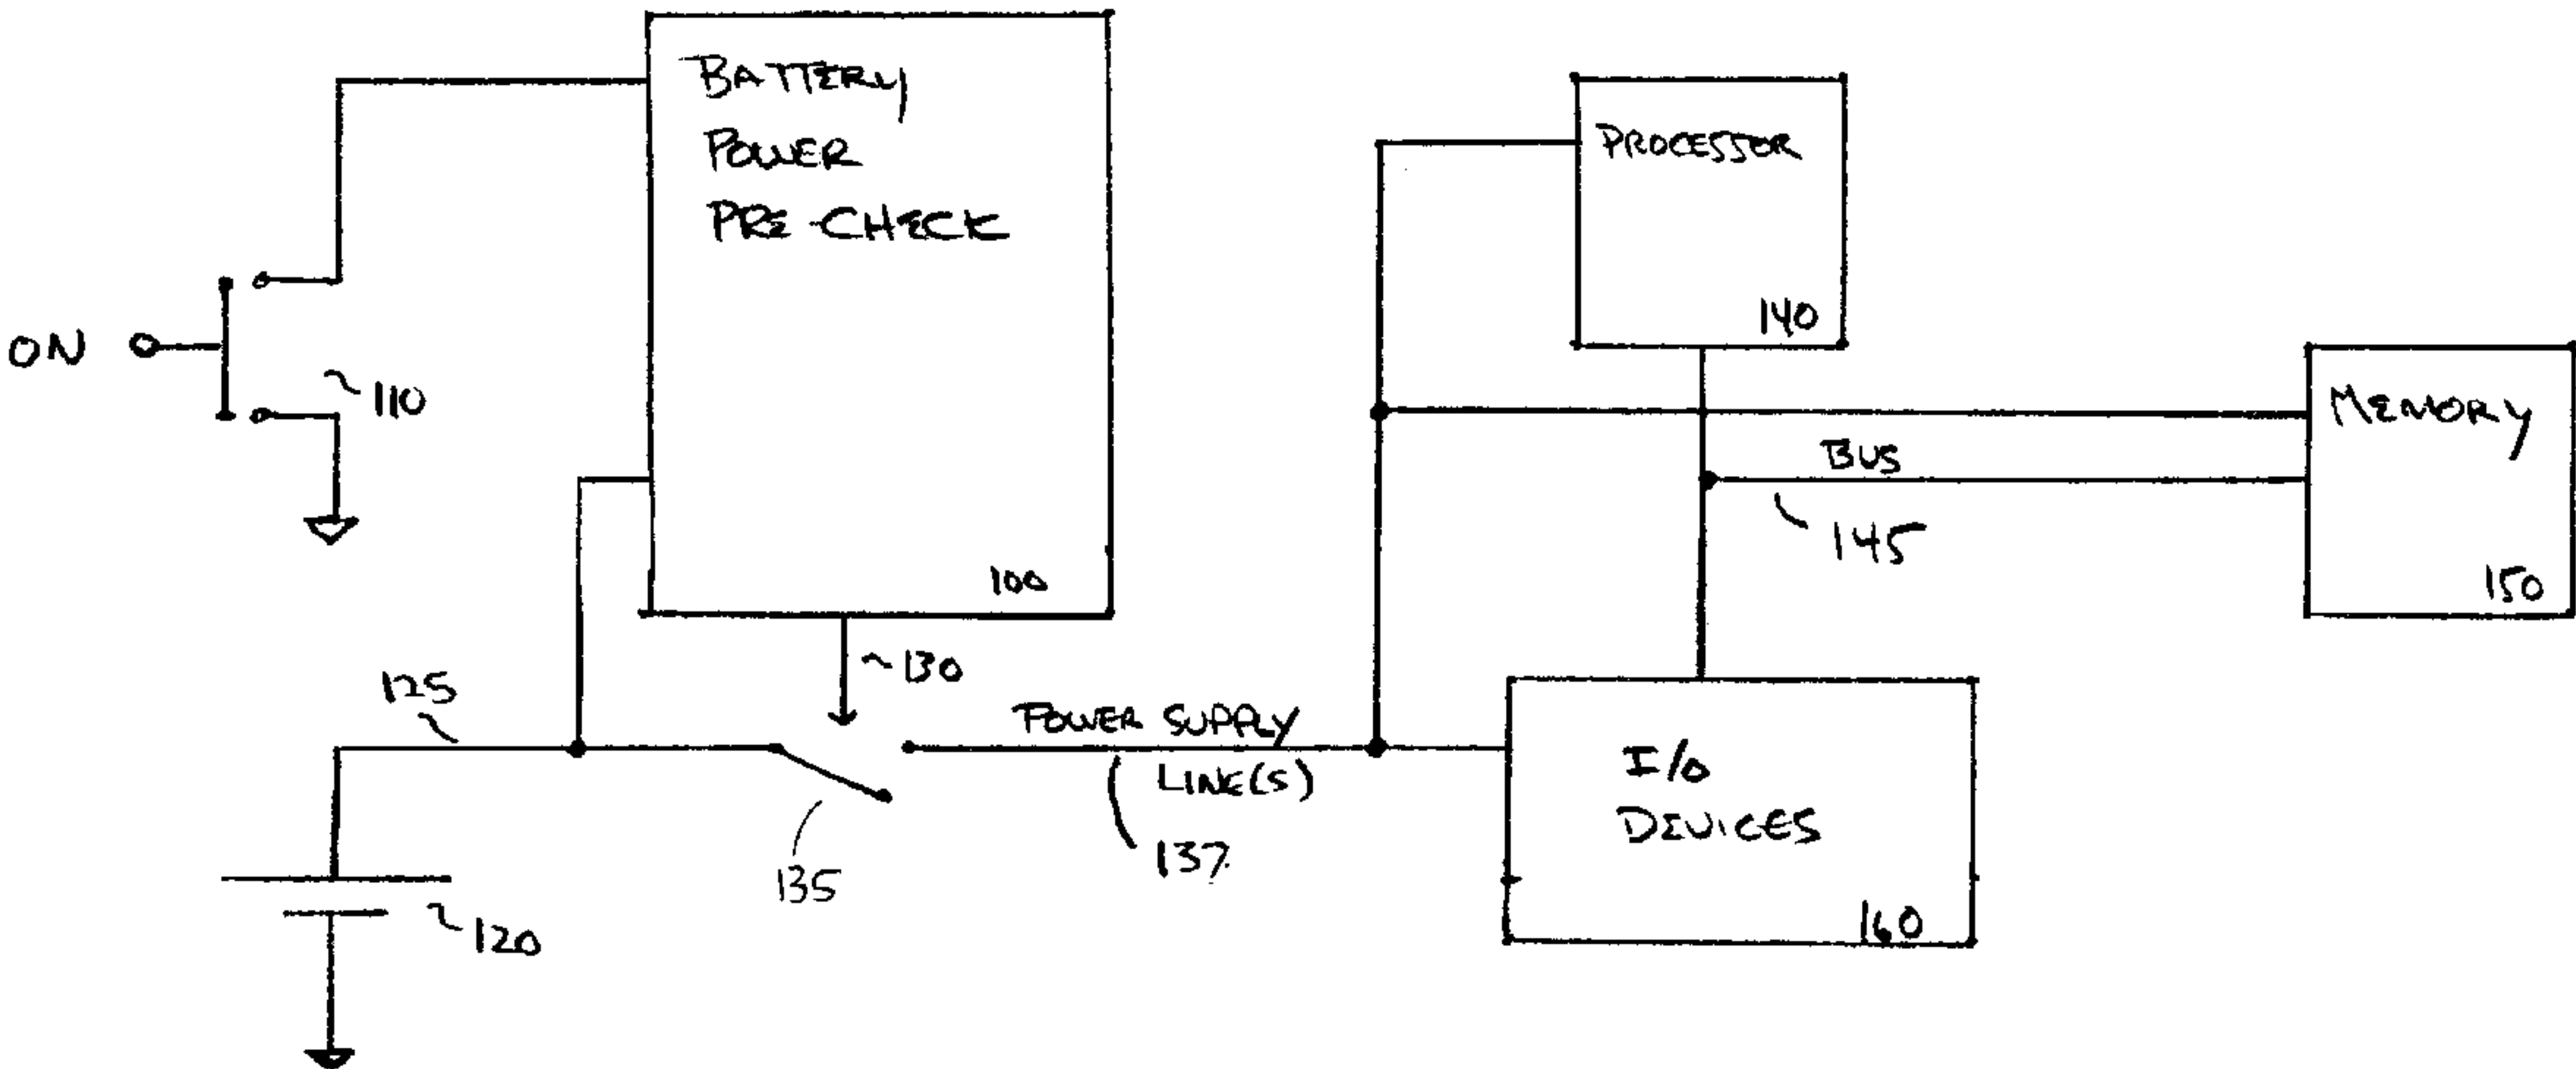 BATTERY
POWER
PRE-CHECK
100
ON
110
125
130
120
135
POWER SUPPLY
LINE(S)
137
PROCESSOR
140
BUS
145
MEMORY
150
I/O
DEVICES
160